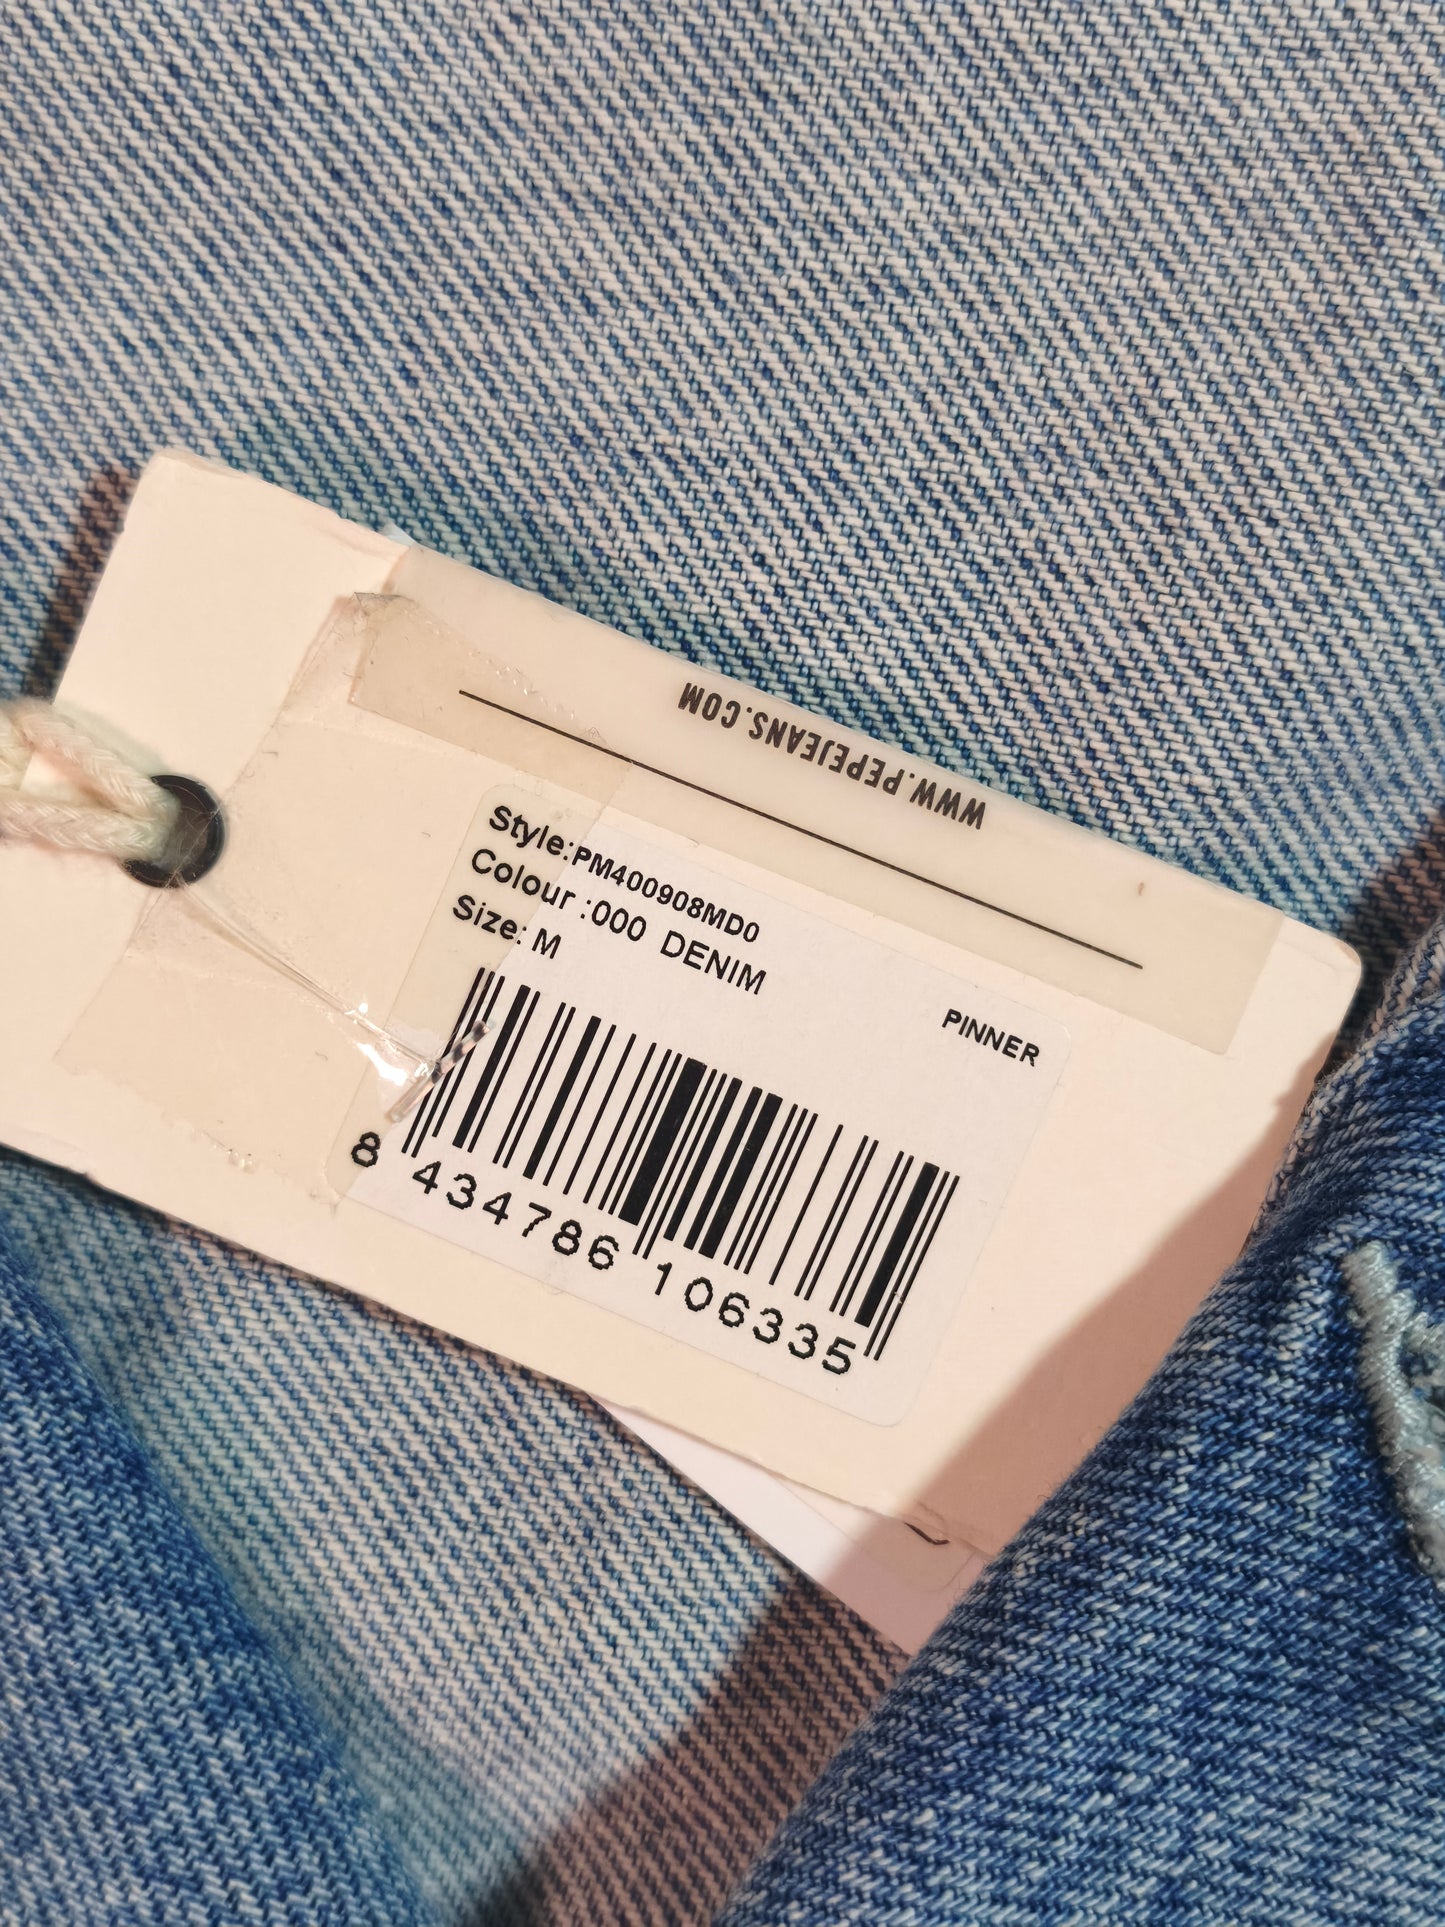 WWW.PEPEJEANS.COM
Style:PM400908MD0
Colour :000 DENIM
Size: M
PINNER
8 434786 106335